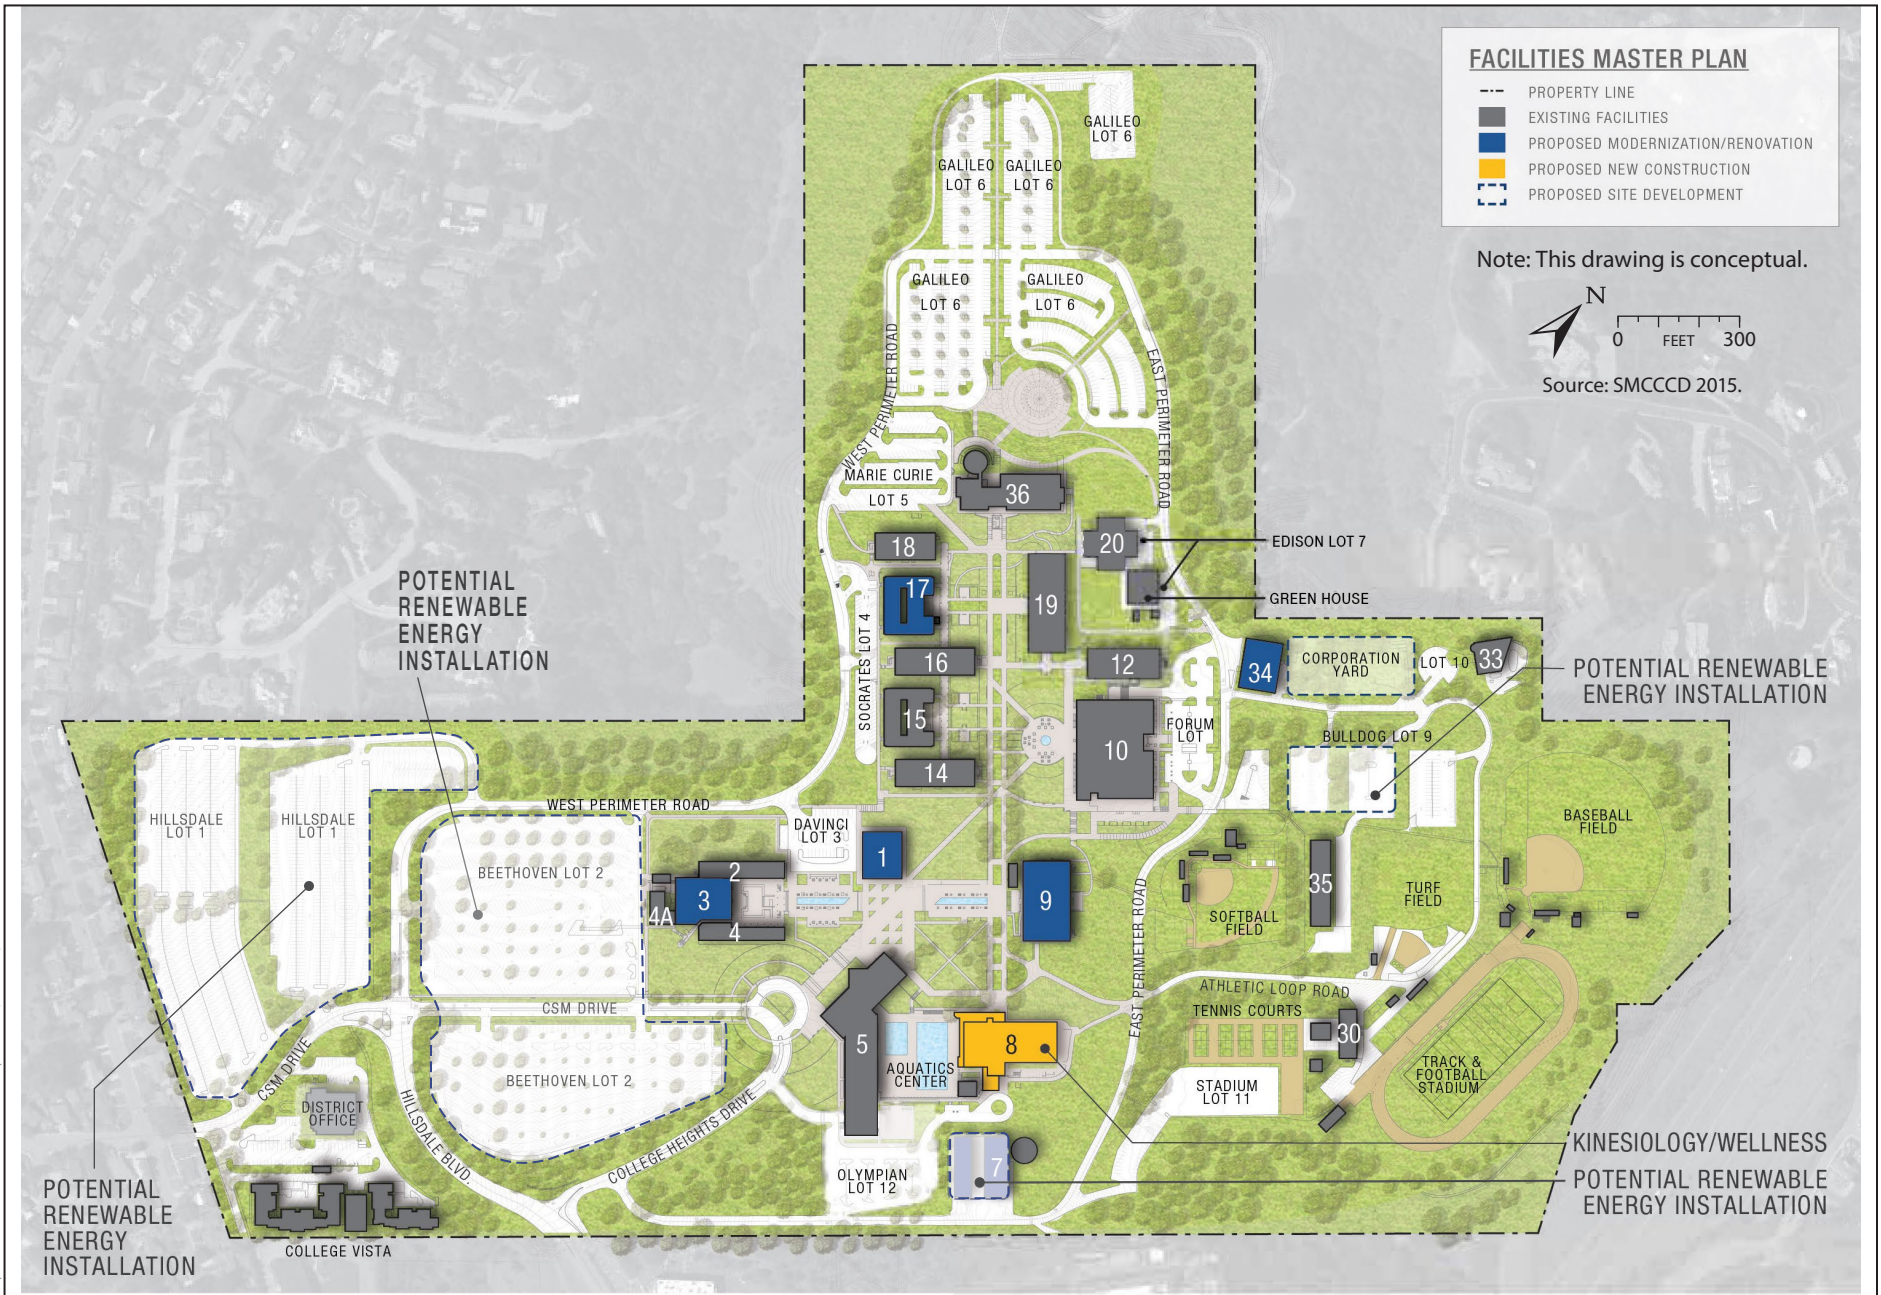 FACILITIES MASTER PLAN
PROPERTY LINE
EXISTING FACILITIES
PROPOSED MODERNIZATION/RENOVATION
PROPOSED NEW CONSTRUCTION
PROPOSED SITE DEVELOPMENT
Note: This drawing is conceptual.
N
0 FEET 300
Source: SMCCCD 2015.
GALILEO
LOT 6
GALILEO
LOT 6
GALILEO
LOT 6
GALILEO
LOT 6
GALILEO
LOT 6
WEST PERIMETER ROAD
EAST PERIMETER ROAD
MARIE CURIE
LOT 5
36
18
20
EDISON LOT 7
17
19
GREEN HOUSE
SOCRATES LOT 4
16
12
34
CORPORATION
YARD
LOT 10
33
POTENTIAL RENEWABLE
ENERGY INSTALLATION
POTENTIAL
RENEWABLE
ENERGY
INSTALLATION
15
10
FORUM
LOT
BULLDOG LOT 9
14
WEST PERIMETER ROAD
HILLSDALE
LOT 1
HILLSDALE
LOT 1
DAVINCI
LOT 3
1
BASEBALL
FIELD
BEETHOVEN LOT 2
2
3
4A
4
9
35
TURF
FIELD
SOFTBALL
FIELD
EAST PERIMETER ROAD
ATHLETIC LOOP ROAD
CSM DRIVE
TENNIS COURTS
30
5
8
AQUATICS
CENTER
CSM DRIVE
BEETHOVEN LOT 2
STADIUM
LOT 11
TRACK &
FOOTBALL
STADIUM
DISTRICT
OFFICE
HILLSDALE BLVD.
COLLEGE HEIGHTS DRIVE
KINESIOLOGY/WELLNESS
OLYMPIAN
LOT 12
7
POTENTIAL RENEWABLE
ENERGY INSTALLATION
POTENTIAL
RENEWABLE
ENERGY
INSTALLATION
COLLEGE VISTA